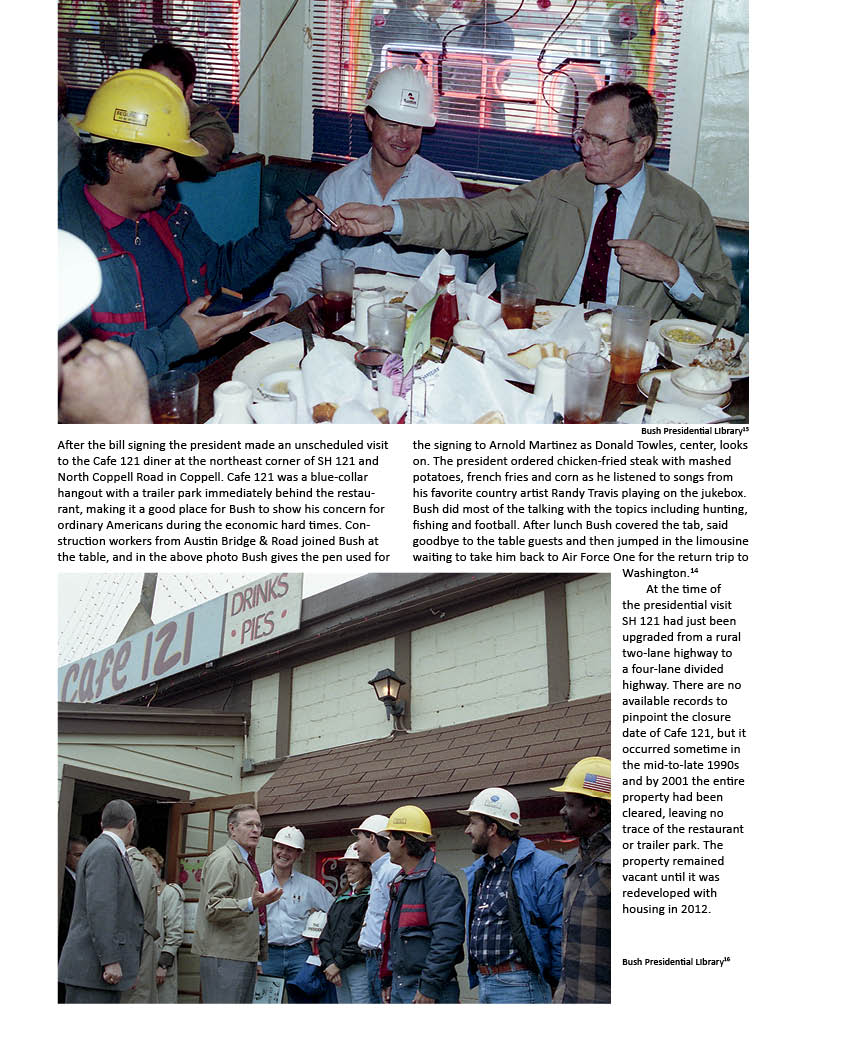 Bush Presidential LIbrary¹⁵
After the bill signing the president made an unscheduled visit
to the Cafe 121 diner at the northeast corner of SH 121 and
North Coppell Road in Coppell. Cafe 121 was a blue-collar
hangout with a trailer park immediately behind the restau-
rant, making it a good place for Bush to show his concern for
ordinary Americans during the economic hard times. Con-
struction workers from Austin Bridge & Road joined Bush at
the table, and in the above photo Bush gives the pen used for
the signing to Arnold Martinez as Donald Towles, center, looks
on. The president ordered chicken-fried steak with mashed
potatoes, french fries and corn as he listened to songs from
his favorite country artist Randy Travis playing on the jukebox.
Bush did most of the talking with the topics including hunting,
fishing and football. After lunch Bush covered the tab, said
goodbye to the table guests and then jumped in the limousine
waiting to take him back to Air Force One for the return trip to
Washington.¹⁴
At the time of
the presidential visit
SH 121 had just been
upgraded from a rural
two-lane highway to
a four-lane divided
highway. There are no
available records to
pinpoint the closure
date of Cafe 121, but it
occurred sometime in
the mid-to-late 1990s
and by 2001 the entire
property had been
cleared, leaving no
trace of the restaurant
or trailer park. The
property remained
vacant until it was
redeveloped with
housing in 2012.
Cafe 121
DRINKS
• PIES •
Bush Presidential LIbrary¹⁶